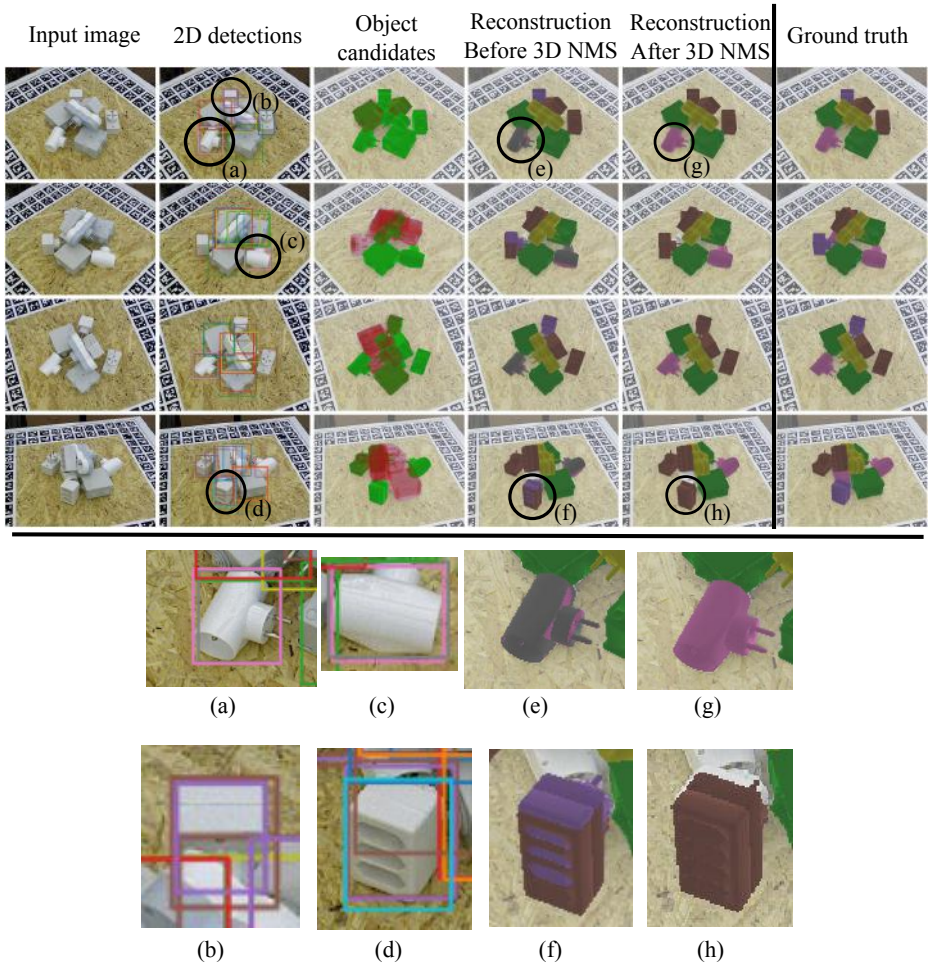 Input image
2D detections
Object
candidates
Reconstruction
Before 3D NMS
Reconstruction
After 3D NMS
Ground truth
(b)
(a)
(e)
(g)
(c)
(d)
(f)
(h)
(a)
(c)
(e)
(g)
(b)
(d)
(f)
(h)